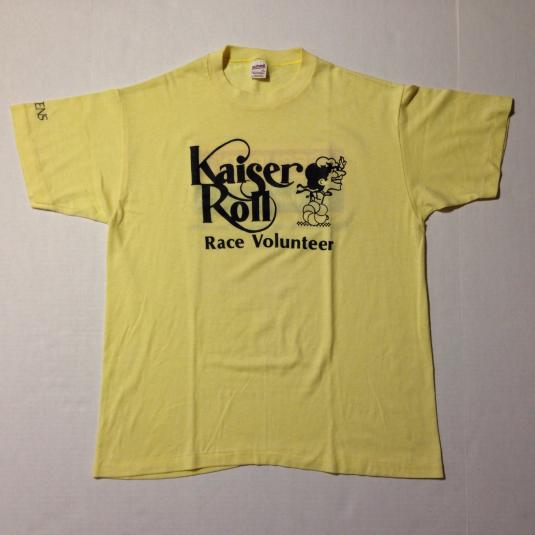 Kaiser
Roll
Race Volunteer